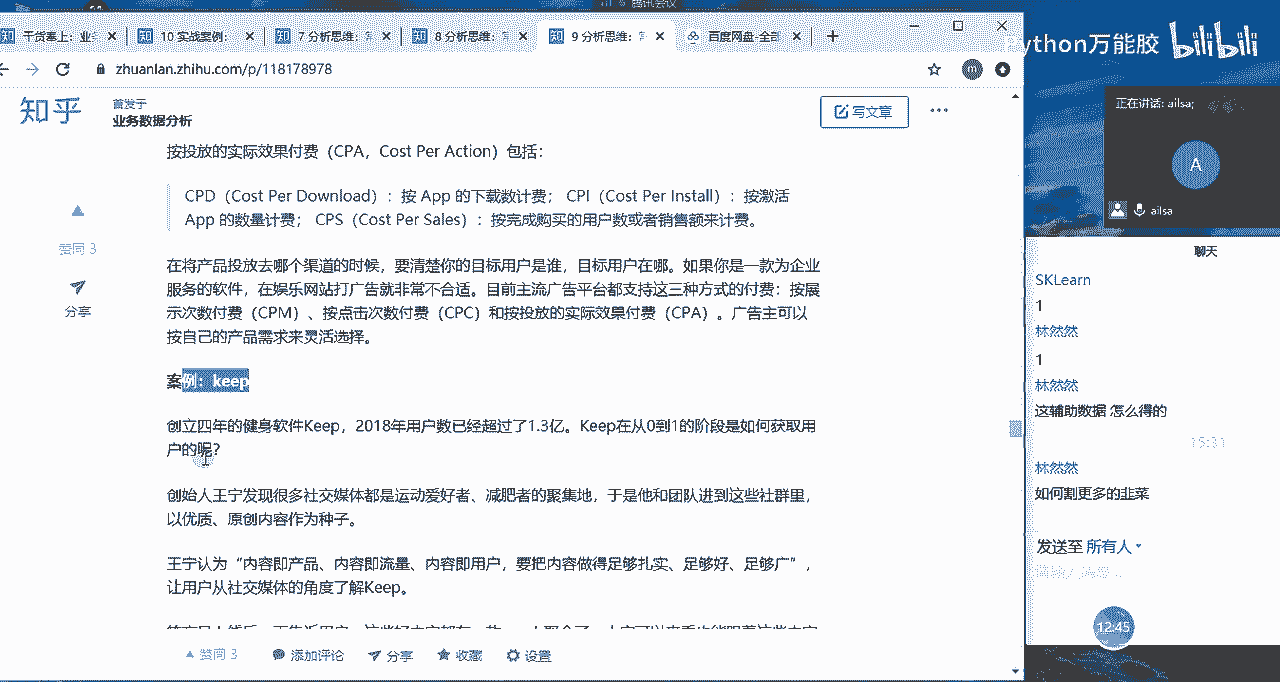 腾讯会议
干货塞上：业
10 实战案例：
7 分析思维：
8 分析思维：
9 分析思维：
百度网盘-全部
zhuanlan.zhihu.com/p/118178978
m
ython万能胶
bilibili
知乎
首发于
业务数据分析
写文章
正在讲话: ailsa;
A
ailsa
按投放的实际效果付费（CPA，Cost Per Action）包括：
CPD（Cost Per Download）：按 App 的下载数计费； CPI（Cost Per Install）：按激活
App 的数量计费； CPS（Cost Per Sales）：按完成购买的用户数或者销售额来计费。
赞同 3
分享
在将产品投放去哪个渠道的时候，要清楚你的目标用户是谁，目标用户在哪。如果你是一款为企业
服务的软件，在娱乐网站打广告就非常不合适。目前主流广告平台都支持这三种方式的付费：按展
示次数付费（CPM）、按点击次数付费（CPC）和按投放的实际效果付费（CPA）。广告主可以
按自己的产品需求来灵活选择。
案例：keep
创立四年的健身软件Keep，2018年用户数已经超过了1.3亿。Keep在从0到1的阶段是如何获取用
户的呢？
创始人王宁发现很多社交媒体都是运动爱好者、减肥者的聚集地，于是他和团队进到这些社群里，
以优质、原创内容作为种子。
王宁认为“内容即产品、内容即流量、内容即用户，要把内容做得足够扎实、足够好、足够广”，
让用户从社交媒体的角度了解Keep。
赞同 3
添加评论
分享
收藏
设置
聊天
SKLearn
1
林然然
1
林然然
这辅助数据 怎么得的
15:31
林然然
如何割更多的韭菜
发送至 所有人
12:45